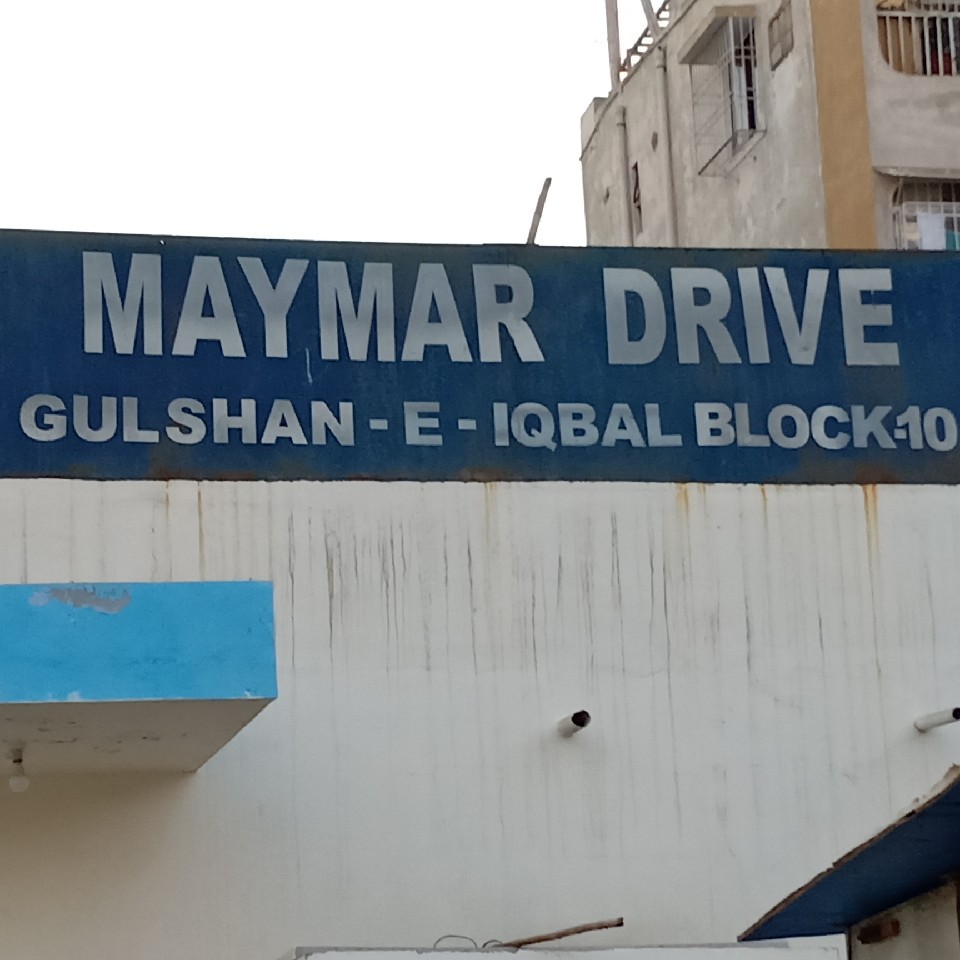 MAYMAR DRIVE
GULSHAN - E - IQBAL BLOCK-10